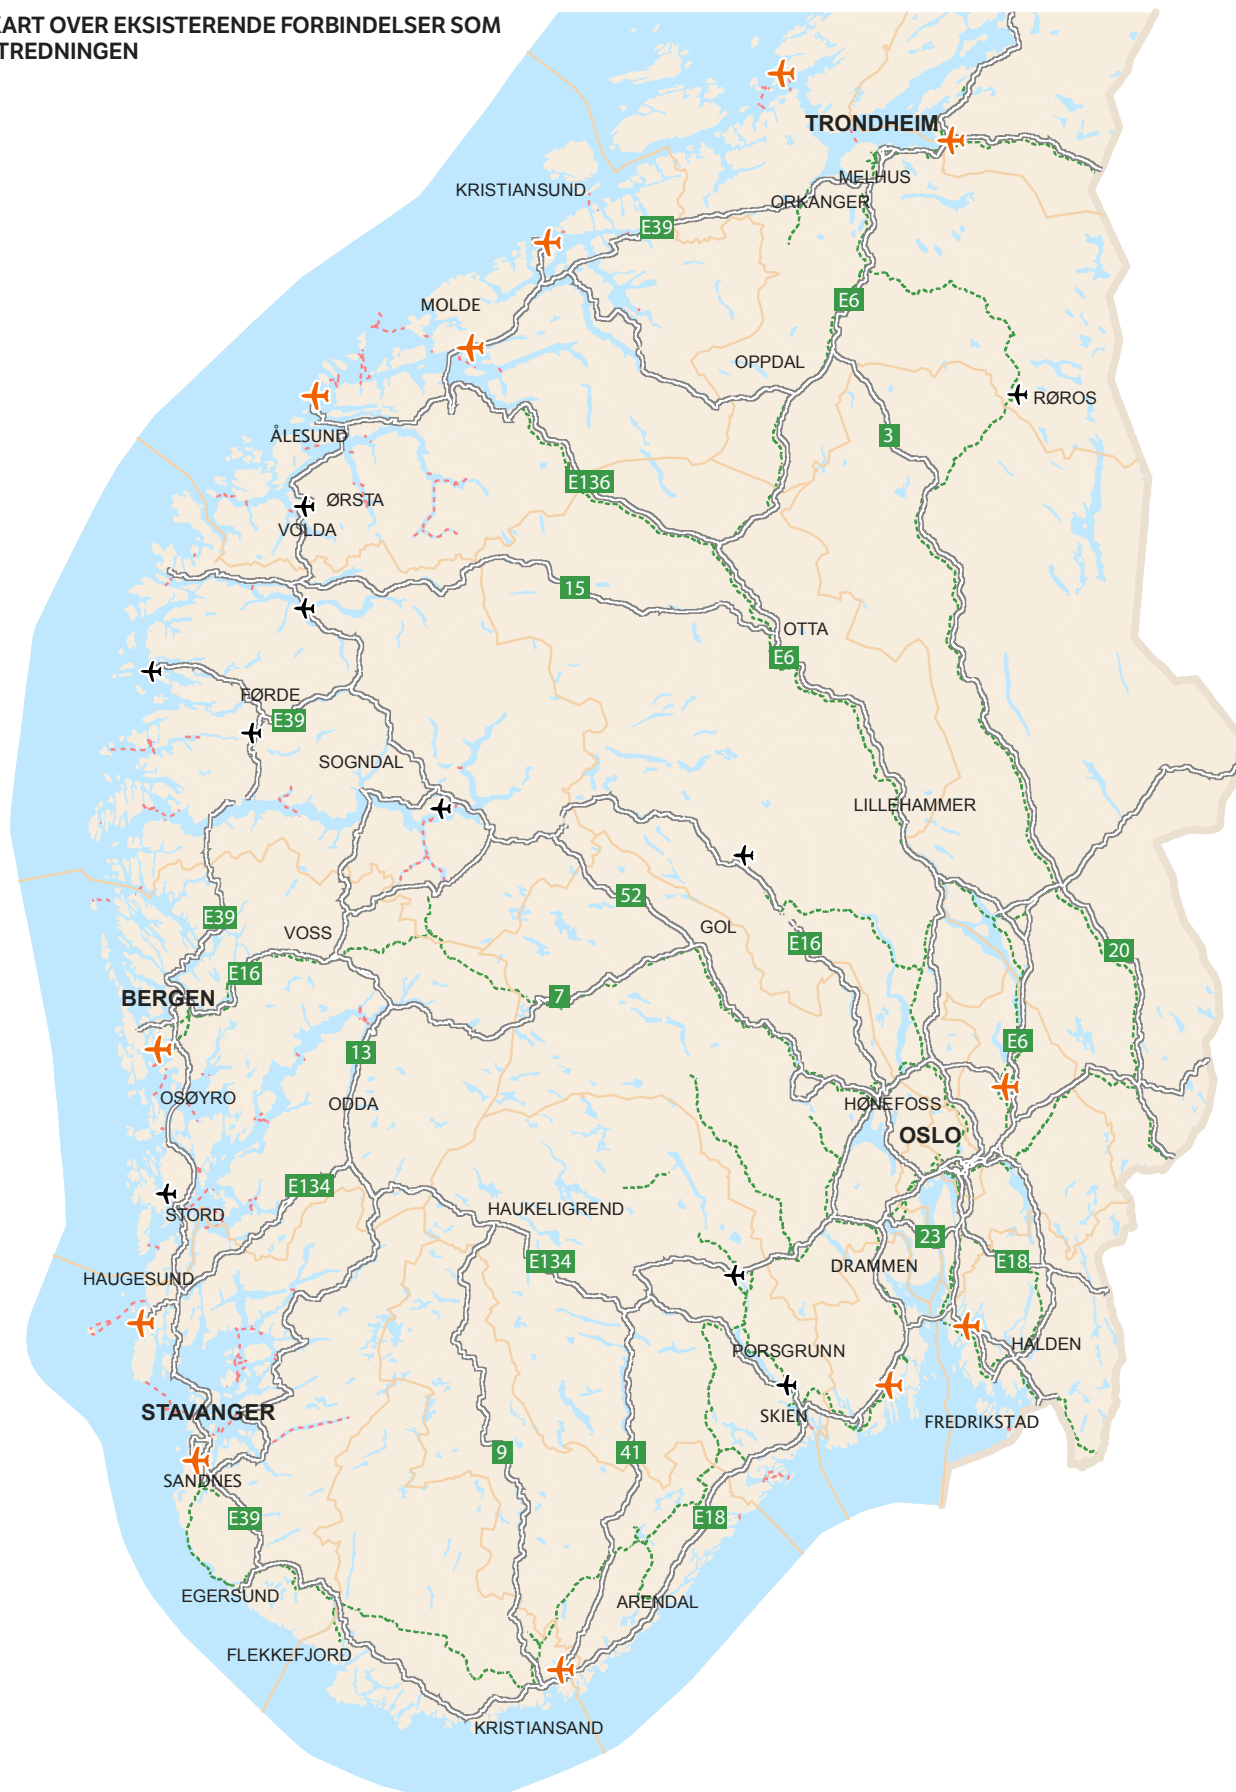 KART OVER EKSISTERENDE FORBINDELSER SOM
TREDNINGEN
TRONDHEIM
MELHUS
KRISTIANSUND
ORKANGER
E39
E6
MOLDE
OPPDAL
RØROS
ÅLESUND
3
E136
ØRSTA
VOLDA
15
OTTA
E6
FØRDE
E39
SOGNDAL
LILLEHAMMER
52
E39
GOL
VOSS
E16
20
E16
BERGEN
7
E6
13
OSØYRO
ODDA
HØNEFOSS
OSLO
E134
STORD
HAUKELIGREND
23
E134
E18
DRAMMEN
HAUGESUND
HALDEN
PORSGRUNN
STAVANGER
SKIEN
FREDRIKSTAD
9
41
SANDNES
E39
E18
EGERSUND
ARENDAL
FLEKKEFJORD
KRISTIANSAND